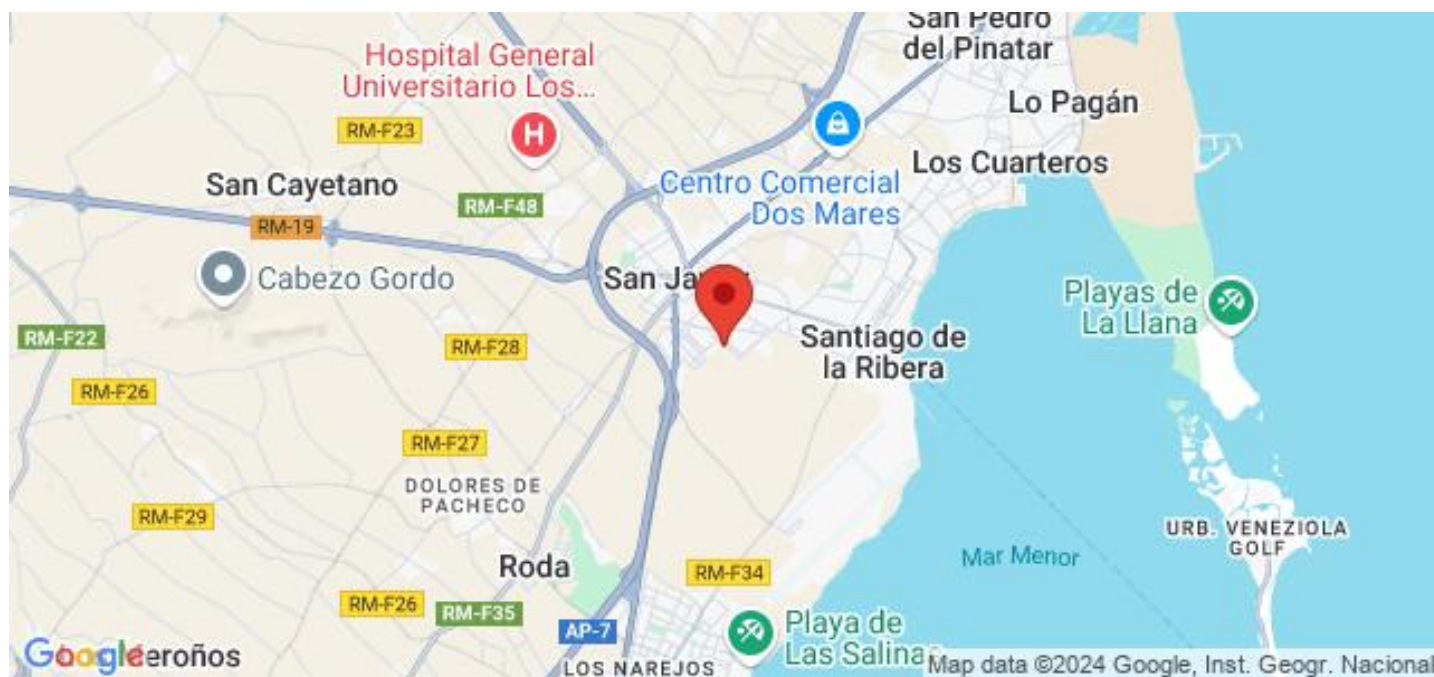 San Pedro
del Pinatar
Hospital General
Universitario Los...
Lo Pagán
RM-F23
H
Los Cuarteros
San Cayetano
Centro Comercial
Dos Mares
RM-F48
RM-19
Cabezo Gordo
San Ja
Playas de
La Llana
RM-F22
RM-F28
Santiago de
la Ribera
RM-F26
RM-F27
DOLORES DE
PACHECO
RM-F29
URB. VENEZIOLA
GOLF
Mar Menor
Roda
RM-F34
RM-F26
RM-F35
AP-7
Playa de
Las Salinas
Google
eroños
LOS NAREJOS
Map data ©2024 Google, Inst. Geogr. Nacional